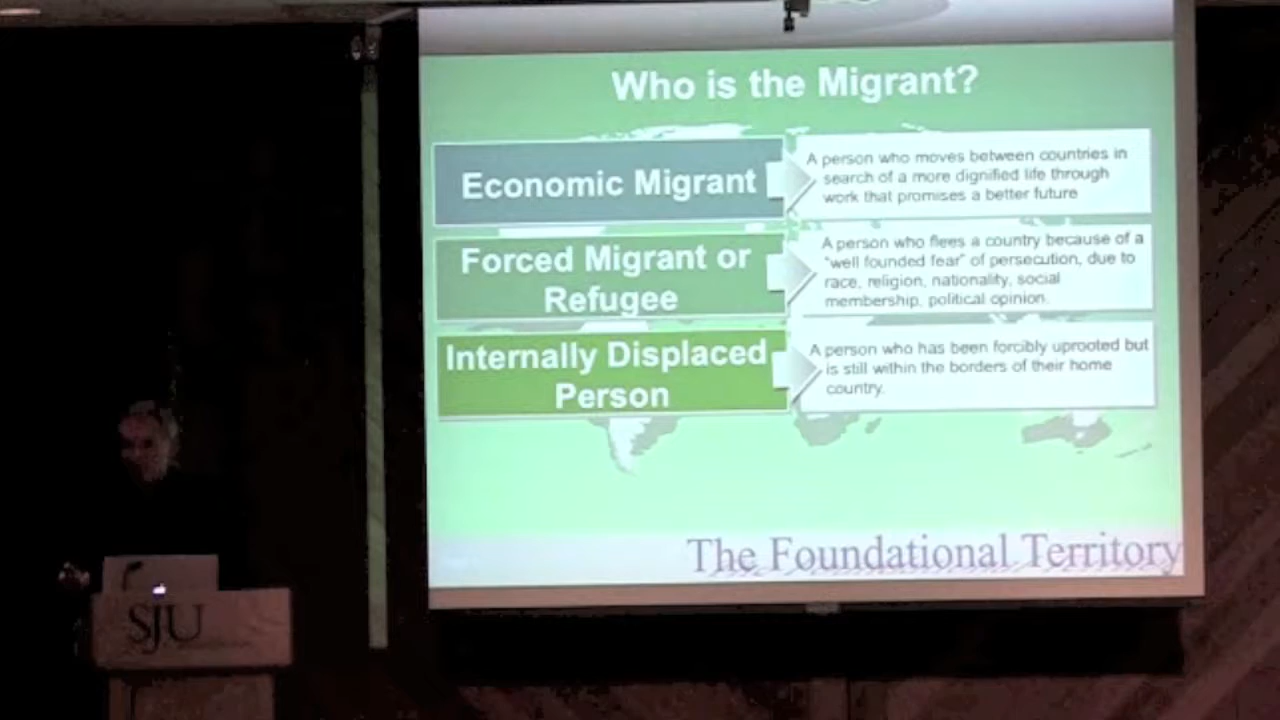 Who is the Migrant?
Economic Migrant
A person who moves between countries in
search of a more dignified life through
work that promises a better future
Forced Migrant or
Refugee
A person who flees a country because of a
"well founded fear" of persecution, due to
race, religion, nationality, social
membership, political opinion.
Internally Displaced
Person
A person who has been forcibly uprooted but
is still within the borders of their home
country.
The Foundational Territory
SJU